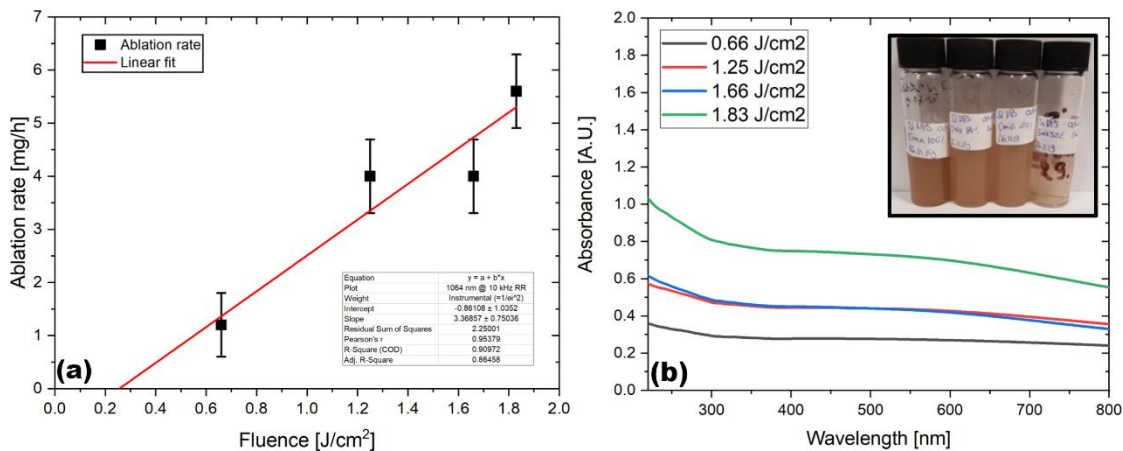 7
6
5
4
3
2
1
0
Ablation rate [mg/h]
Ablation rate
Linear fit
Equation y = a + b*x
Plot 1064 nm @ 10 kHz RR
Weight Instrumental (=1/ei^2)
Intercept -0.86108 ± 1.0352
Slope 3.36857 ± 0.75036
Residual Sum of Squares 2.25001
Pearson's r 0.95379
R-Square (COD) 0.90972
Adj. R-Square 0.86458
(a)
0.0 0.2 0.4 0.6 0.8 1.0 1.2 1.4 1.6 1.8 2.0
Fluence [J/cm²]
2.0
1.8
1.6
1.4
1.2
1.0
0.8
0.6
0.4
0.2
0.0
Absorbance [A.U.]
0.66 J/cm2
1.25 J/cm2
1.66 J/cm2
1.83 J/cm2
(b)
300 400 500 600 700 800
Wavelength [nm]